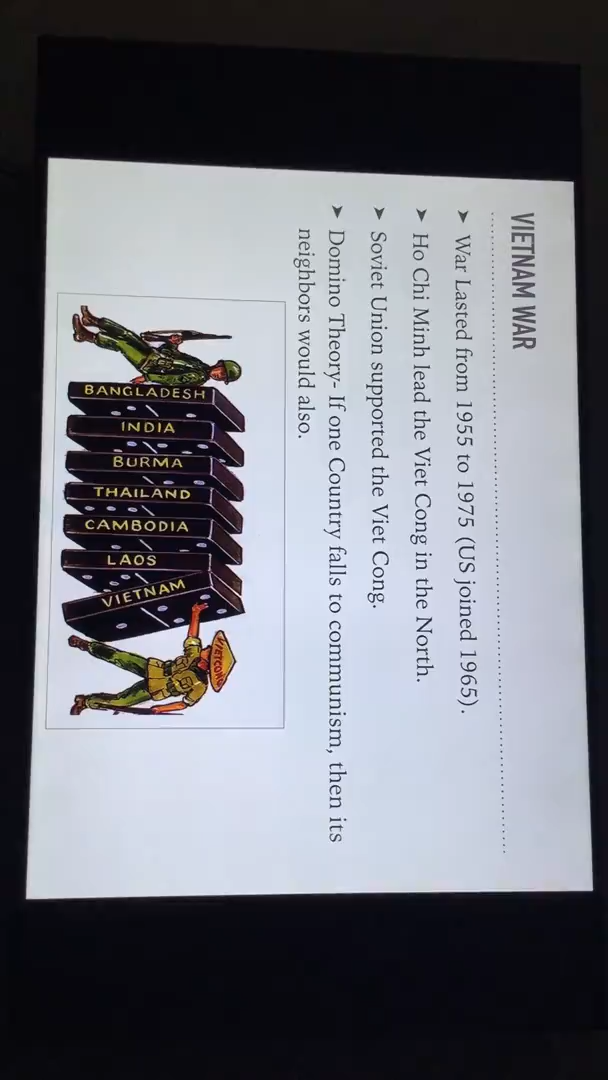 VIETNAM WAR
➤ War Lasted from 1955 to 1975 (US joined 1965).
➤ Ho Chi Minh lead the Viet Cong in the North.
➤ Soviet Union supported the Viet Cong.
➤ Domino Theory- If one Country falls to communism, then its
neighbors would also.
BANGLADESH
INDIA
BURMA
THAILAND
CAMBODIA
LAOS
VIETNAM
VIETCONG